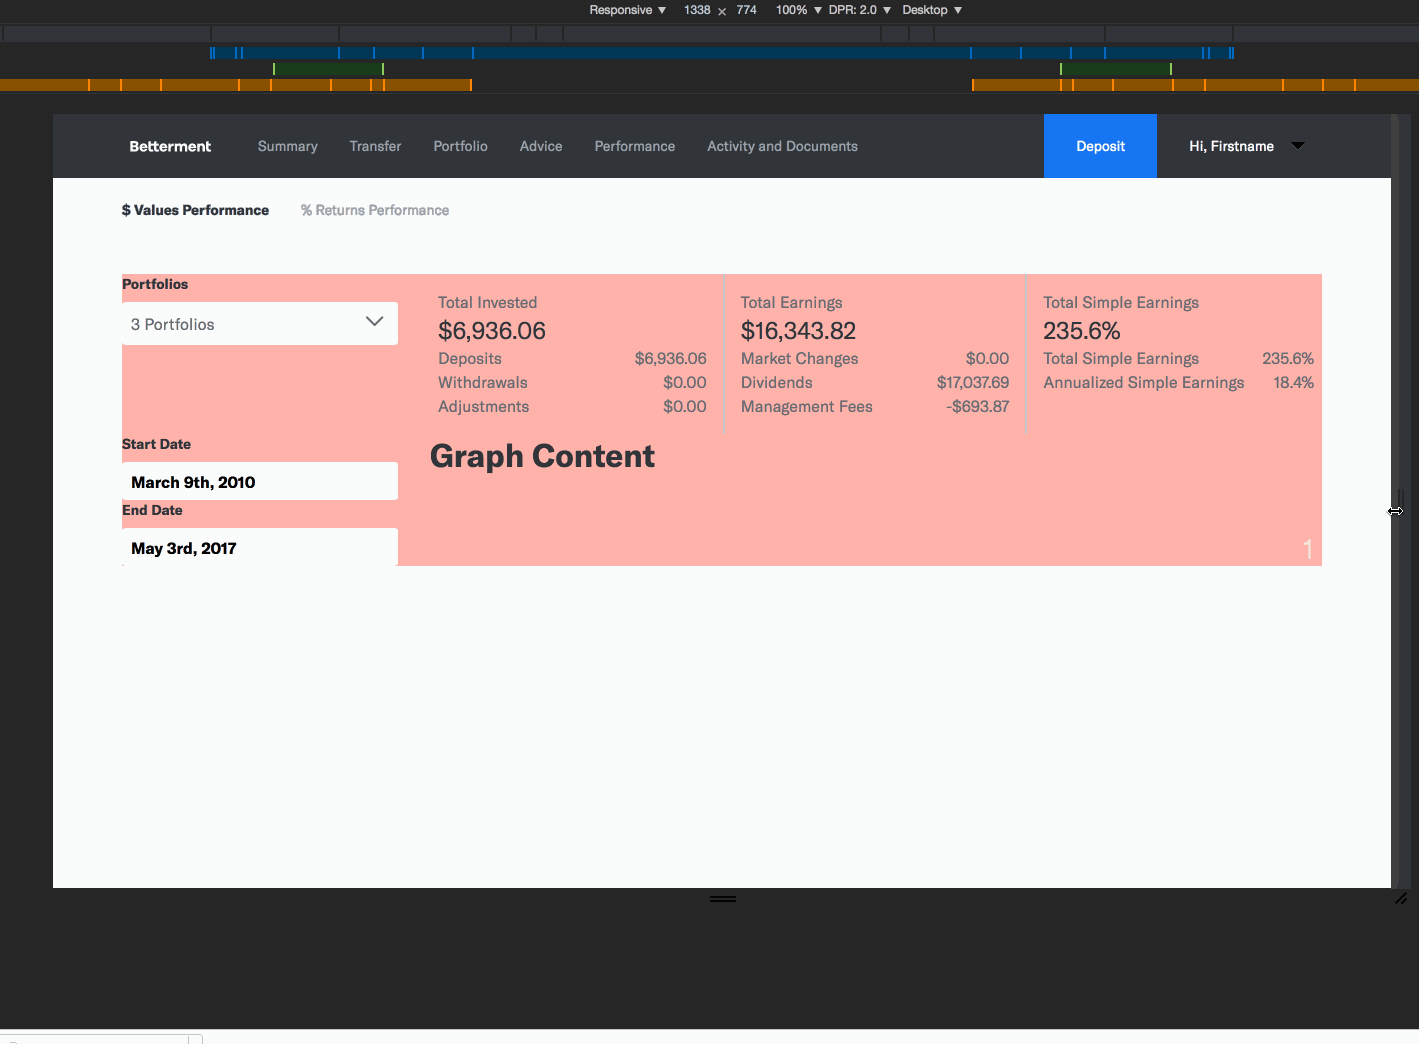 Responsive ▼ 1338 × 774 100% ▼ DPR: 2.0 ▼ Desktop ▼
Betterment Summary Transfer Portfolio Advice Performance Activity and Documents Deposit Hi, Firstname
$ Values Performance % Returns Performance
Portfolios
3 Portfolios
Total Invested
$6,936.06
Deposits $6,936.06
Withdrawals $0.00
Adjustments $0.00
Total Earnings
$16,343.82
Market Changes $0.00
Dividends $17,037.69
Management Fees -$693.87
Total Simple Earnings
235.6%
Total Simple Earnings 235.6%
Annualized Simple Earnings 18.4%
Start Date
March 9th, 2010
End Date
May 3rd, 2017
Graph Content
1